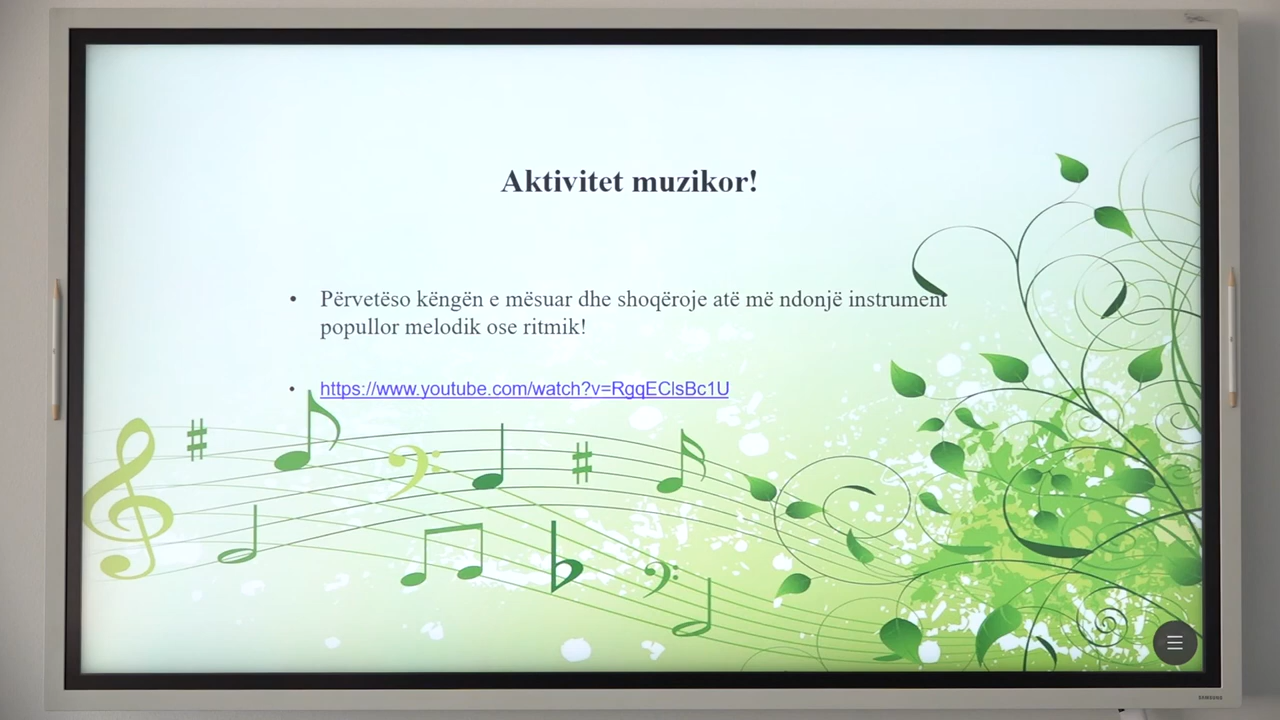 Aktivitet muzikor!
• Përvetëso këngën e mësuar dhe shoqëroje atë më ndonjë instrument
popullor melodik ose ritmik!
• https://www.youtube.com/watch?v=RgqEClsBc1U
SAMSUNG